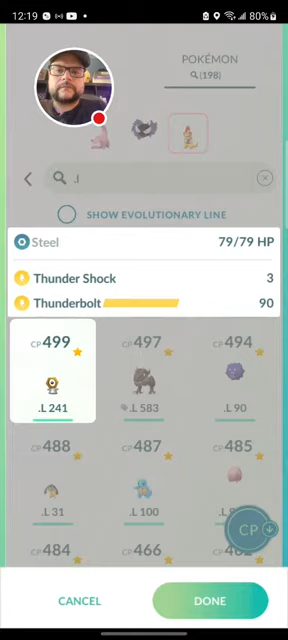 12:19
80%
POKÉMON
(198)
.l
SHOW EVOLUTIONARY LINE
Steel 79/79 HP
Thunder Shock 3
Thunderbolt 90
CP499 CP497 CP494
.L 241 .L 583 .L 90
CP488 CP487 CP485
.L 31 .L 100
CP484 CP466
CP
CANCEL DONE